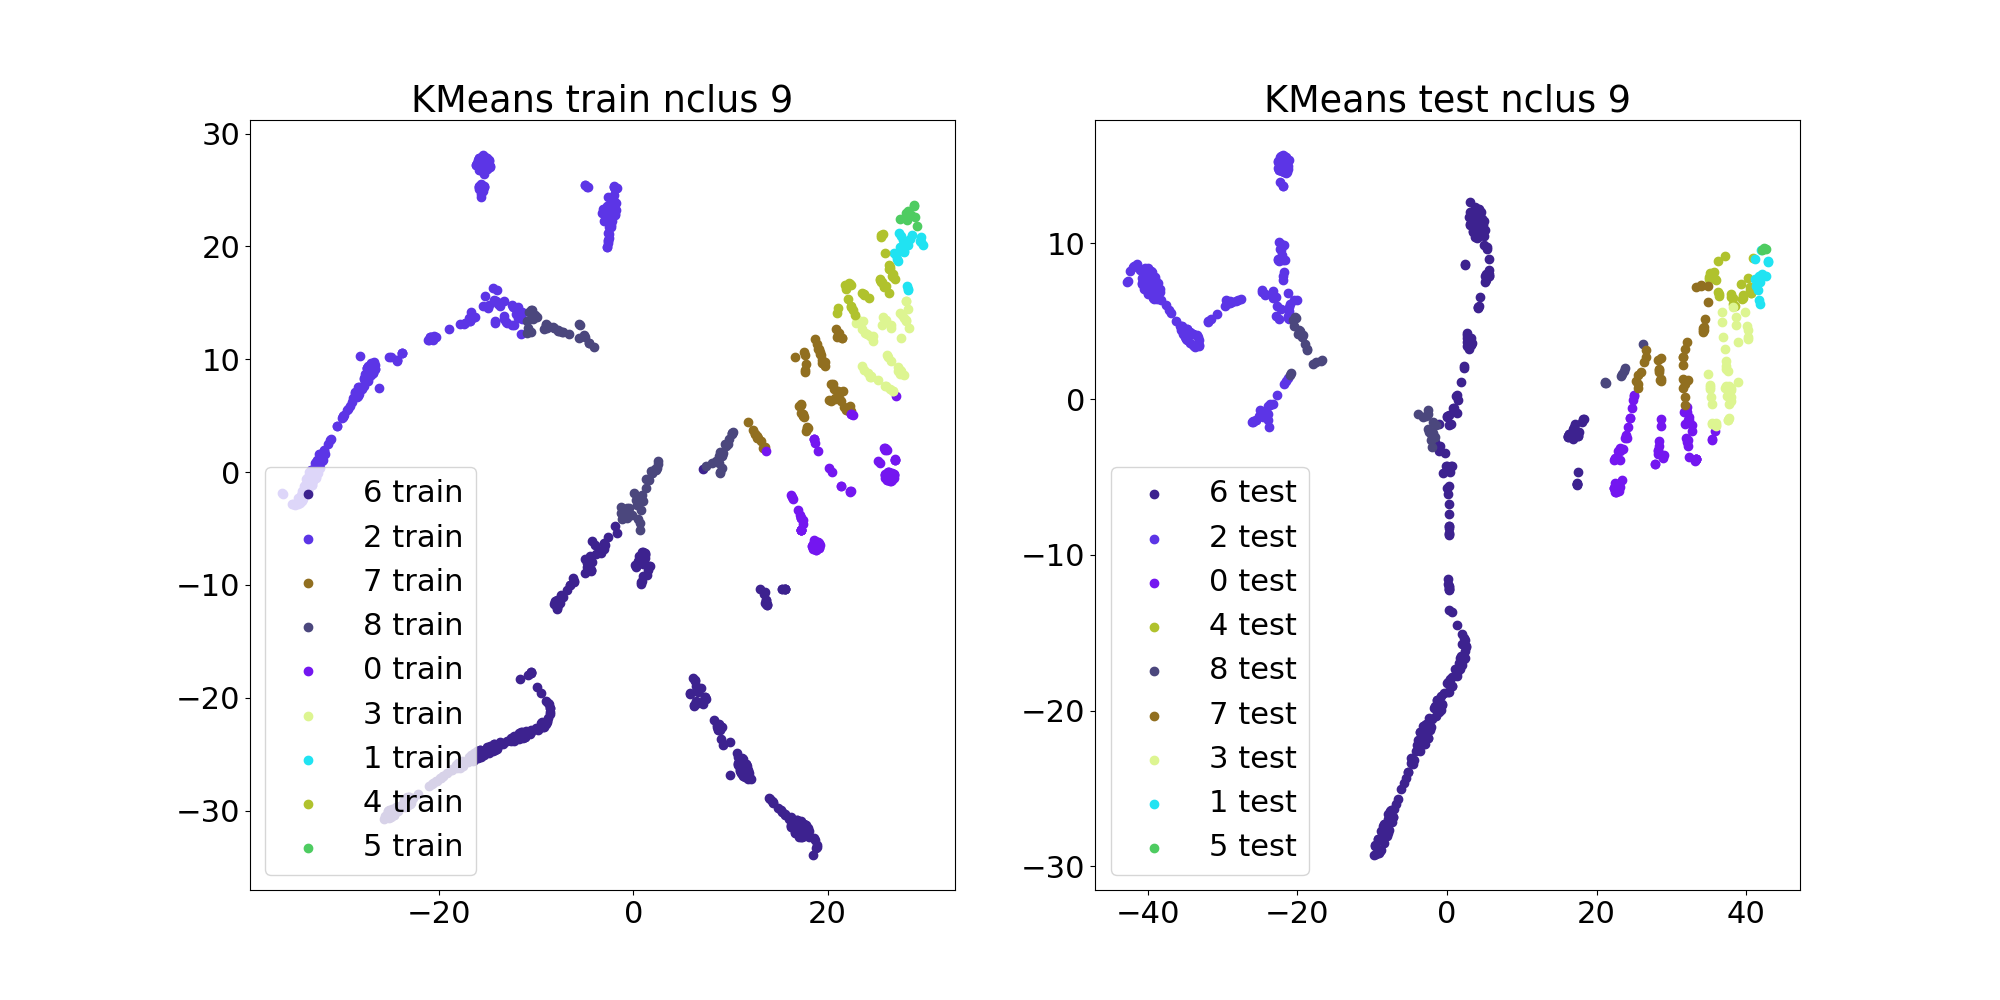 KMeans train nclus 9
30
20
10
0
−10
−20
−30
−20
0
20
6 train
2 train
7 train
8 train
0 train
3 train
1 train
4 train
5 train
KMeans test nclus 9
10
0
−10
−20
−30
−40
−20
0
20
40
6 test
2 test
0 test
4 test
8 test
7 test
3 test
1 test
5 test